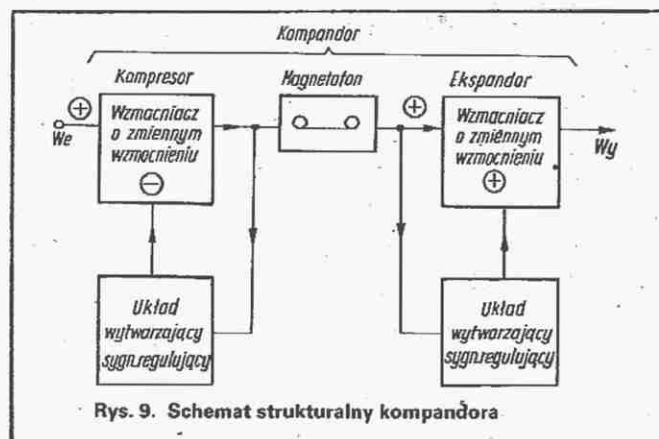 Kompandor
Kompresor
Magnetofon
Ekspandor
We
+
Wzmacniacz
o zmiennym
wzmocnieniu
-
+
Wzmacniacz
o zmiennym
wzmocnieniu
+
Wy
Układ
wytwarzający
sygn.regulujący
Układ
wytwarzający
sygn.regulujący
Rys. 9. Schemat strukturalny kompandora